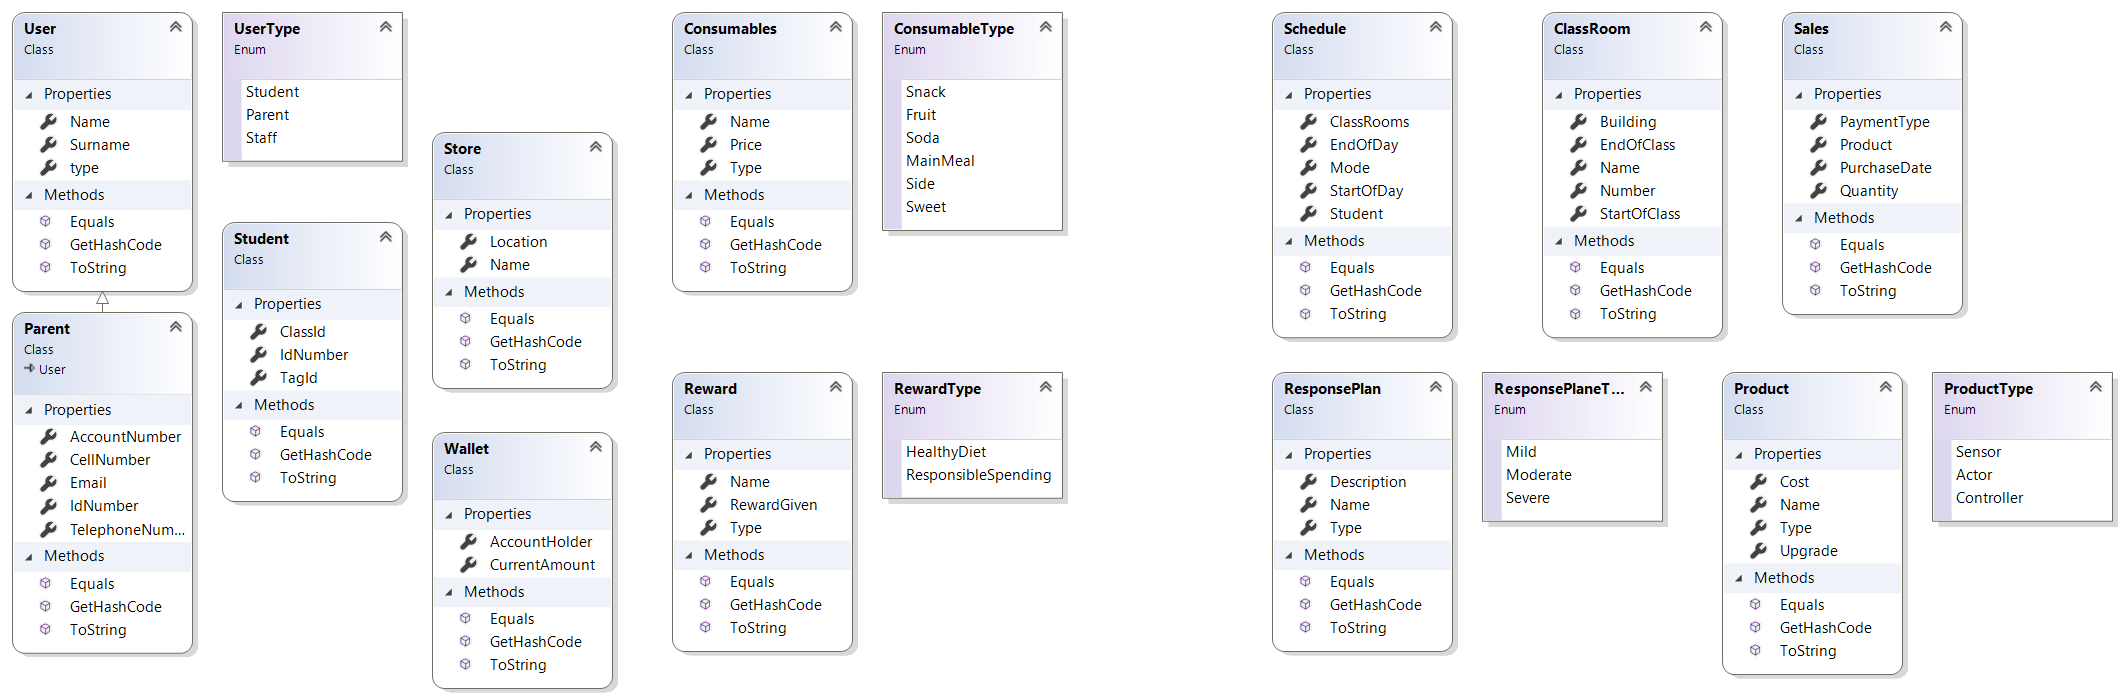 User
Class
Properties
Name
Surname
type
Methods
Equals
GetHashCode
ToString
Parent
Class
User
Properties
AccountNumber
CellNumber
Email
IdNumber
TelephoneNum...
Methods
Equals
GetHashCode
ToString
UserType
Enum
Student
Parent
Staff
Student
Class
Properties
ClassId
IdNumber
TagId
Methods
Equals
GetHashCode
ToString
Store
Class
Properties
Location
Name
Methods
Equals
GetHashCode
ToString
Wallet
Class
Properties
AccountHolder
CurrentAmount
Methods
Equals
GetHashCode
ToString
Consumables
Class
Properties
Name
Price
Type
Methods
Equals
GetHashCode
ToString
ConsumableType
Enum
Snack
Fruit
Soda
MainMeal
Side
Sweet
Reward
Class
Properties
Name
RewardGiven
Type
Methods
Equals
GetHashCode
ToString
RewardType
Enum
HealthyDiet
ResponsibleSpending
Schedule
Class
Properties
ClassRooms
EndOfDay
Mode
StartOfDay
Student
Methods
Equals
GetHashCode
ToString
ClassRoom
Class
Properties
Building
EndOfClass
Name
Number
StartOfClass
Methods
Equals
GetHashCode
ToString
Sales
Class
Properties
PaymentType
Product
PurchaseDate
Quantity
Methods
Equals
GetHashCode
ToString
ResponsePlan
Class
Properties
Description
Name
Type
Methods
Equals
GetHashCode
ToString
ResponsePlaneT...
Enum
Mild
Moderate
Severe
Product
Class
Properties
Cost
Name
Type
Upgrade
Methods
Equals
GetHashCode
ToString
ProductType
Enum
Sensor
Actor
Controller